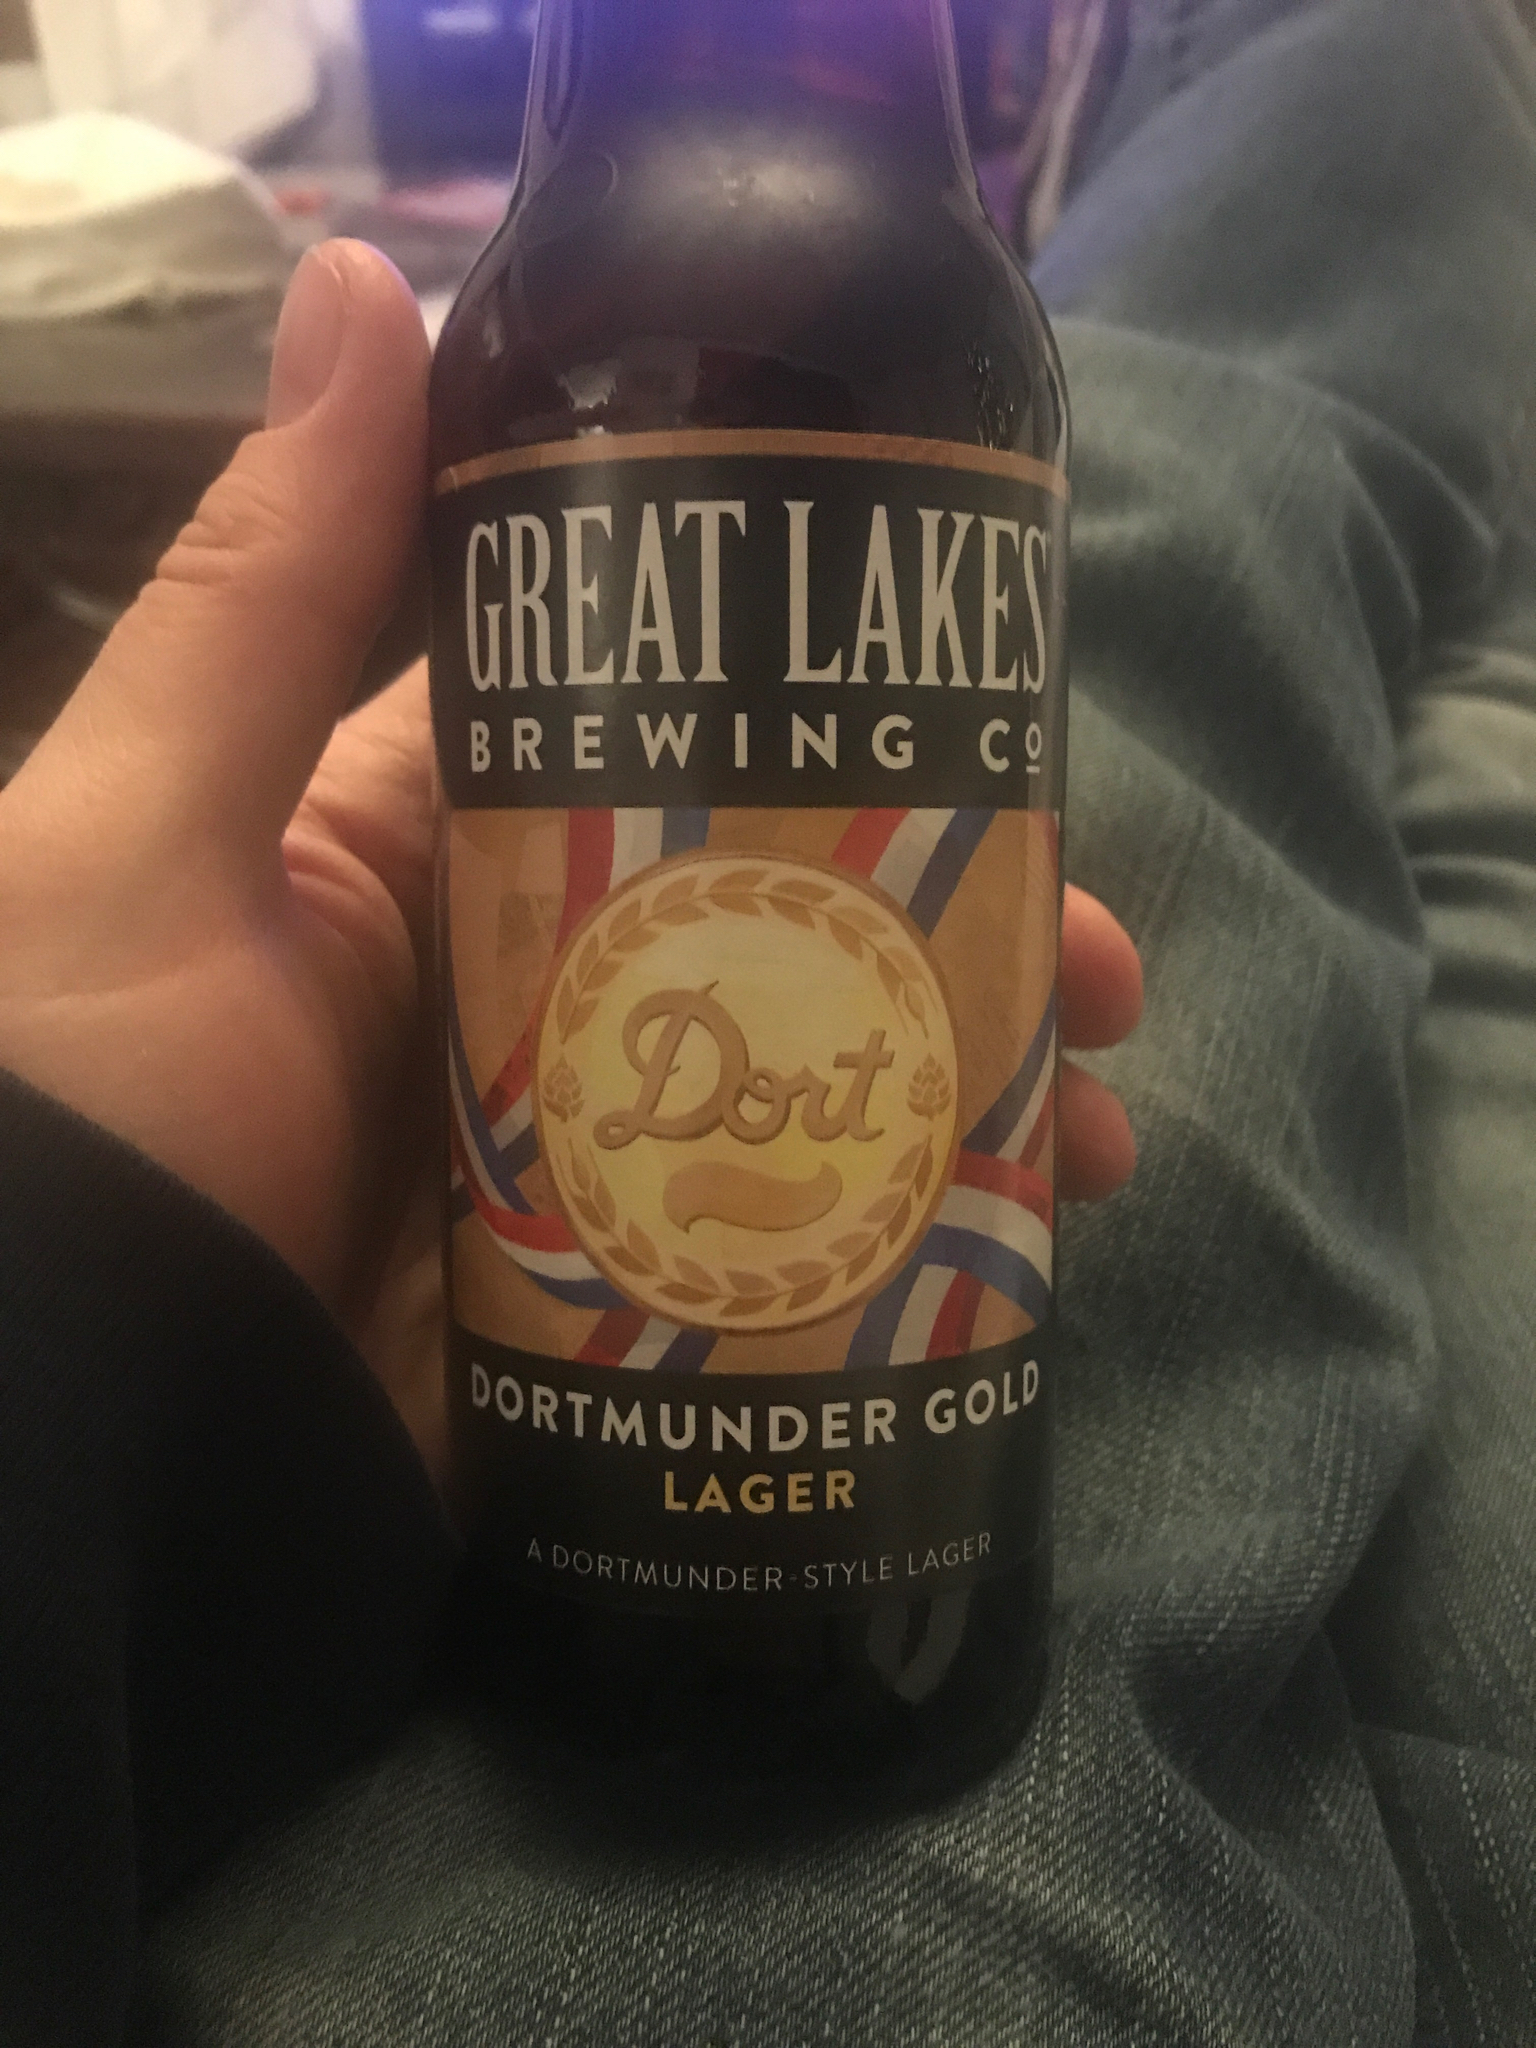 GREAT LAKES
BREWING Co
Dort
DORTMUNDER GOLD
LAGER
A DORTMUNDER-STYLE LAGER